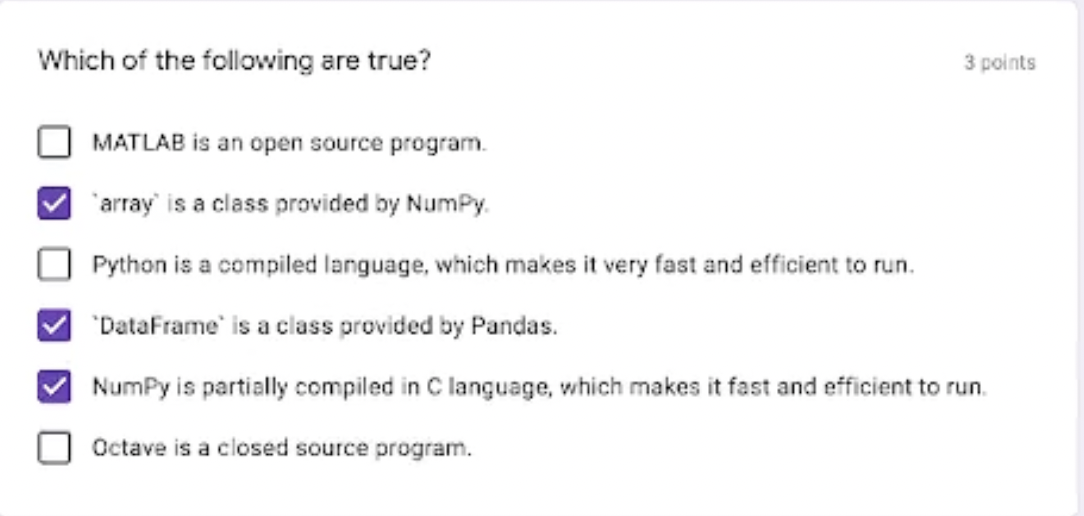 Which of the following are true?
3 points
MATLAB is an open source program.
`array` is a class provided by NumPy.
Python is a compiled language, which makes it very fast and efficient to run.
`DataFrame` is a class provided by Pandas.
NumPy is partially compiled in C language, which makes it fast and efficient to run.
Octave is a closed source program.